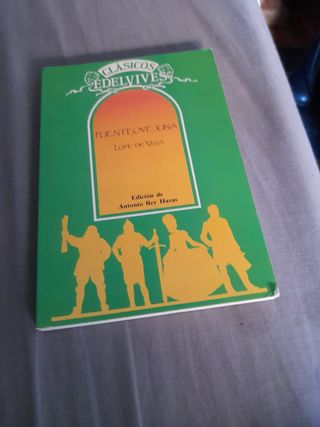 CLÁSICOS
EDELVIVES
FUENTEOVEJUNA
LOPE DE VEGA
Edición de
Antonio Rey Hazas